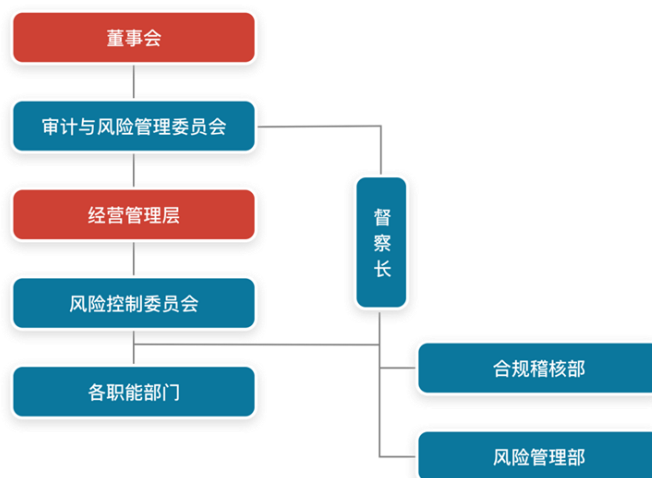 董事会
审计与风险管理委员会
经营管理层
督察长
风险控制委员会
合规稽核部
各职能部门
风险管理部